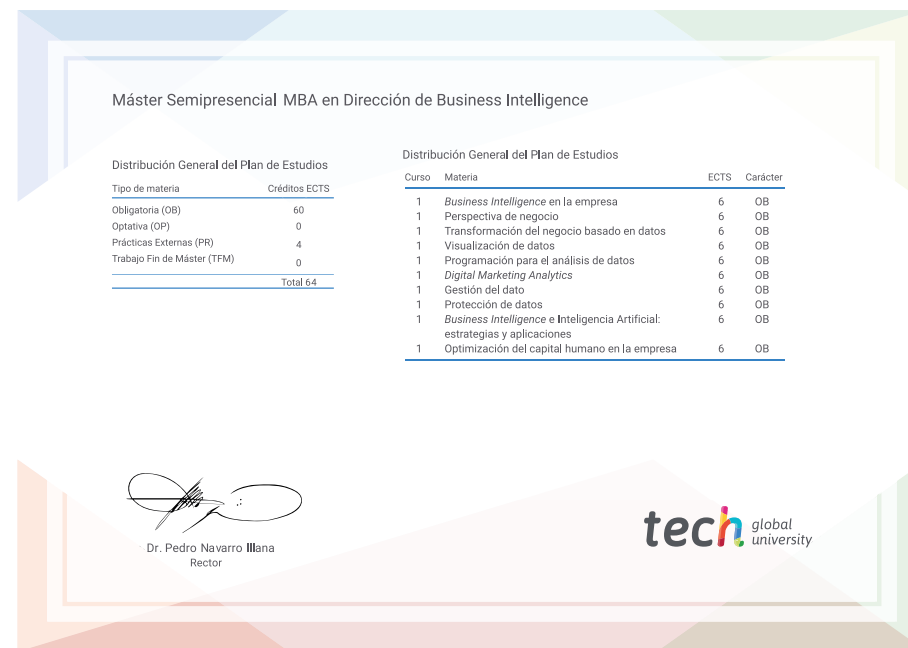 Máster Semipresencial MBA en Dirección de Business Intelligence
Distribución General del Plan de Estudios
Tipo de materia Créditos ECTS
Obligatoria (OB) 60
Optativa (OP) 0
Prácticas Externas (PR) 4
Trabajo Fin de Máster (TFM) 0
Total 64
Distribución General del Plan de Estudios
Curso Materia ECTS Carácter
1 Business Intelligence en la empresa 6 OB
1 Perspectiva de negocio 6 OB
1 Transformación del negocio basado en datos 6 OB
1 Visualización de datos 6 OB
1 Programación para el análisis de datos 6 OB
1 Digital Marketing Analytics 6 OB
1 Gestión del dato 6 OB
1 Protección de datos 6 OB
1 Business Intelligence e Inteligencia Artificial: 6 OB
estrategias y aplicaciones
1 Optimización del capital humano en la empresa 6 OB
Dr. Pedro Navarro Illana
Rector
tech global
university